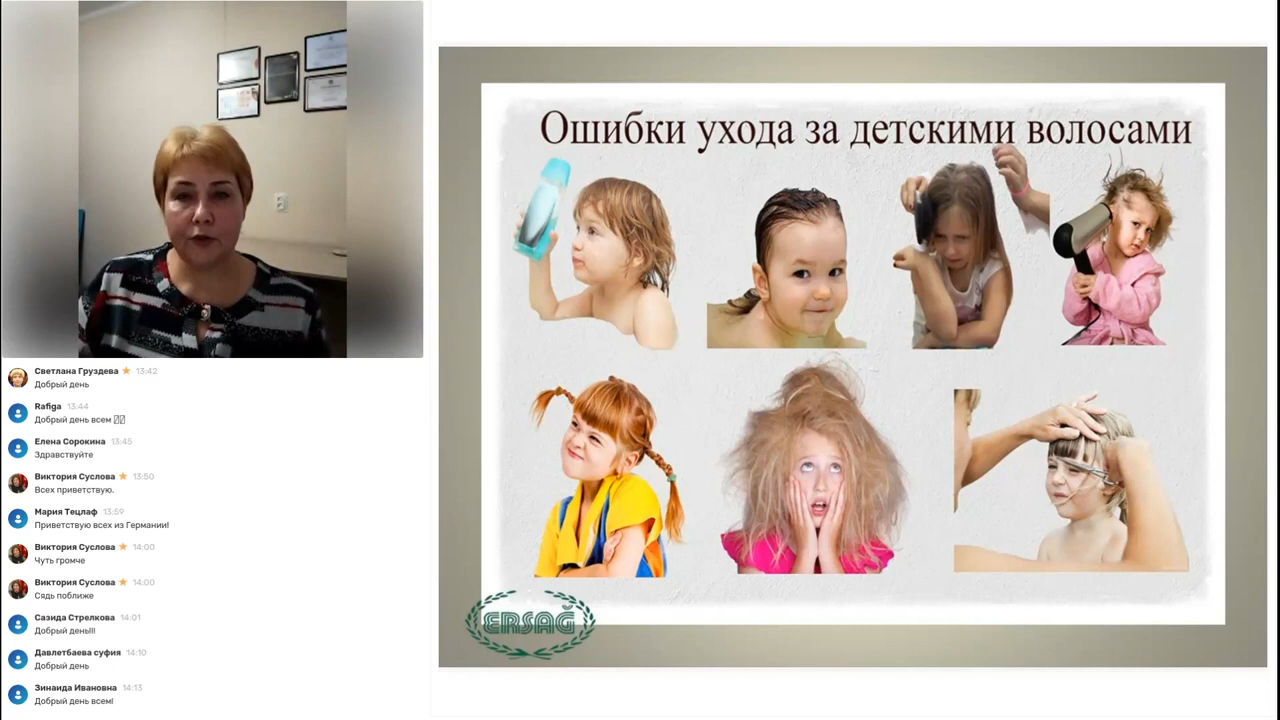 Ошибки ухода за детскими волосами
ERSAĞ
Светлана Груздева 13:42
Добрый день
Rafiga 13:44
Добрый день всем
Елена Сорокина 13:45
Здравствуйте
Виктория Суслова 13:50
Всех приветствую.
Мария Тецлаф 13:59
Приветствую всех из Германии!
Виктория Суслова 14:00
Чуть громче
Виктория Суслова 14:00
Сядь поближе
Сазида Стрелкова 14:01
Добрый день!!!
Давлетбаева суфия 14:10
Добрый день
Зинаида Ивановна 14:13
Добрый день всем!